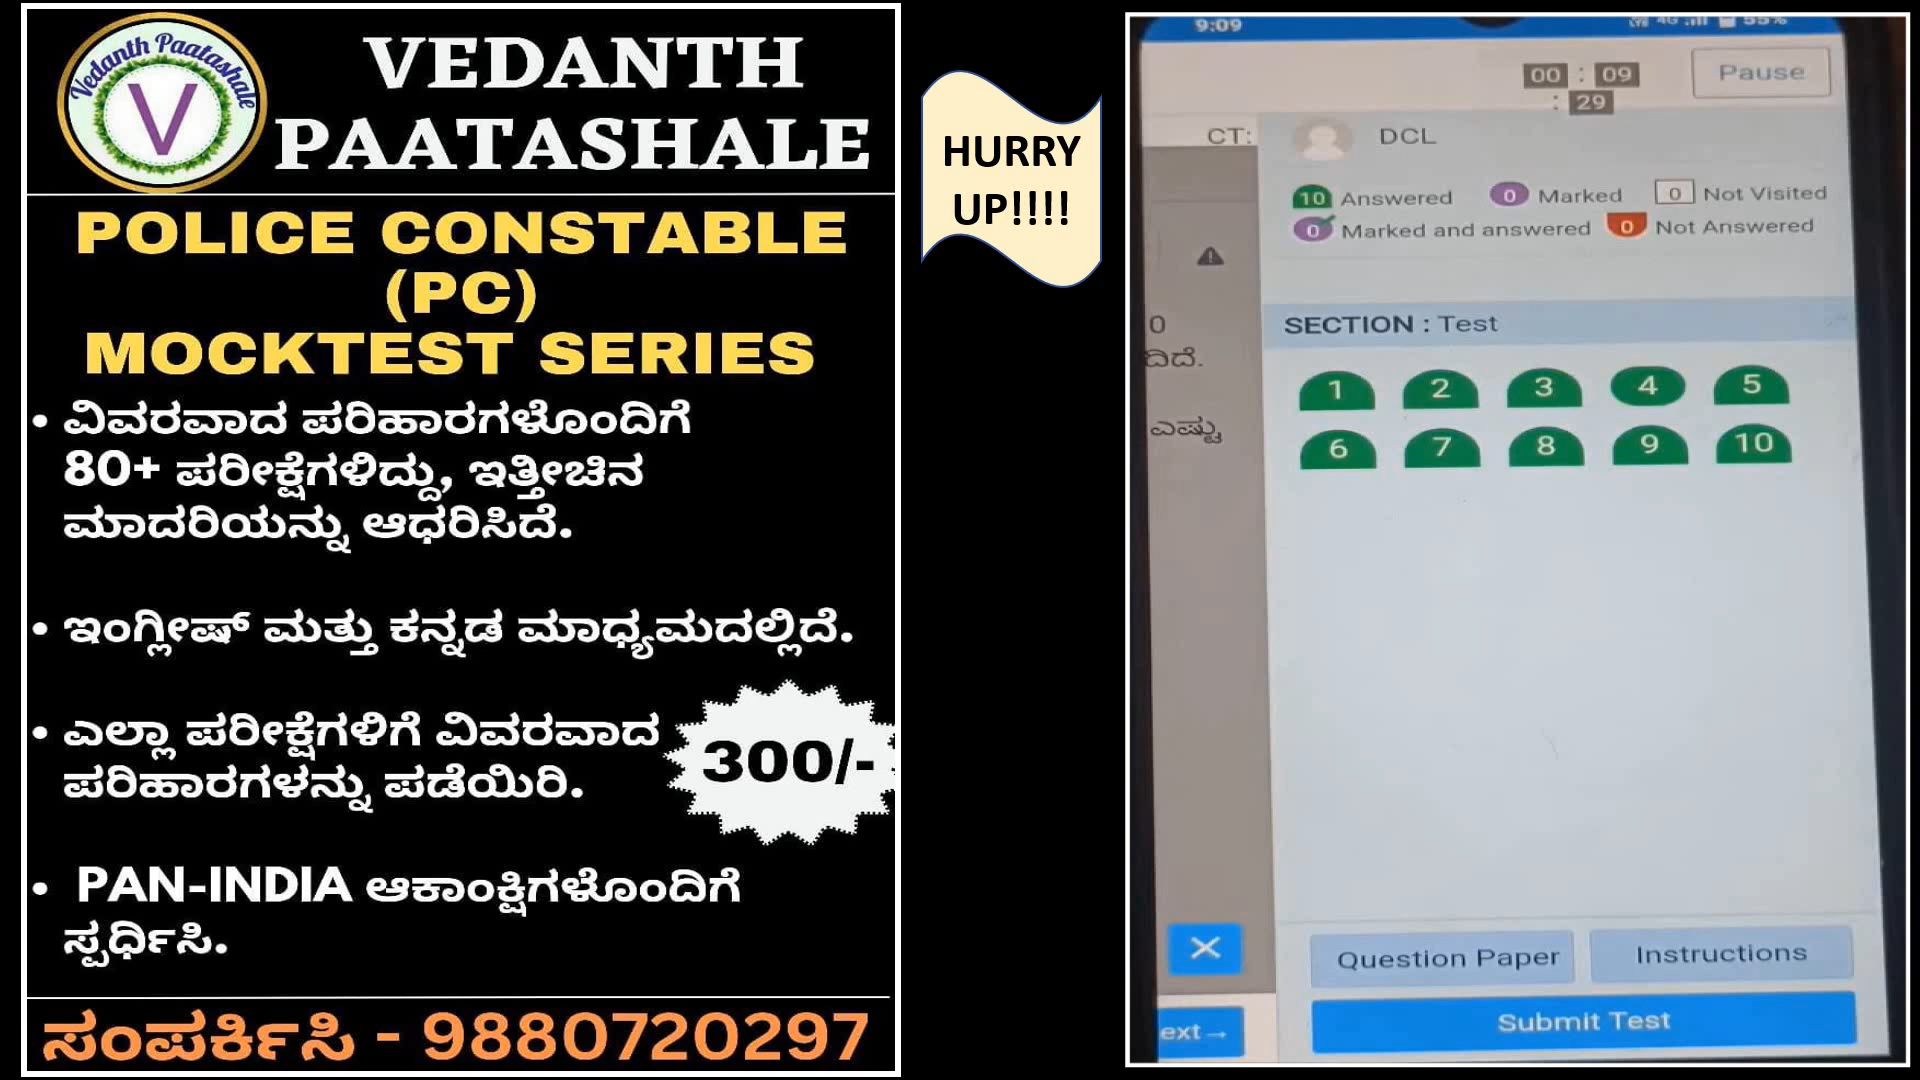 Vedanth Paatashale
V
VEDANTH
PAATASHALE
POLICE CONSTABLE
(PC)
MOCKTEST SERIES
• ವಿವರವಾದ ಪರಿಹಾರಗಳೊಂದಿಗೆ
80+ ಪರೀಕ್ಷೆಗಳಿದ್ದು, ಇತ್ತೀಚಿನ
ಮಾದರಿಯನ್ನು ಆಧರಿಸಿದೆ.
• ಇಂಗ್ಲೀಷ್ ಮತ್ತು ಕನ್ನಡ ಮಾಧ್ಯಮದಲ್ಲಿದೆ.
• ಎಲ್ಲಾ ಪರೀಕ್ಷೆಗಳಿಗೆ ವಿವರವಾದ
ಪರಿಹಾರಗಳನ್ನು ಪಡೆಯಿರಿ.
300/-
• PAN-INDIA ಆಕಾಂಕ್ಷಿಗಳೊಂದಿಗೆ
ಸ್ಪರ್ಧಿಸಿ.
ಸಂಪರ್ಕಿಸಿ - 9880720297
HURRY
UP!!!!
9:09
4G 55%
00 : 09
: 29
Pause
CT:
DCL
10 Answered 0 Marked 0 Not Visited
0 Marked and answered 0 Not Answered
SECTION : Test
0
ದಿದೆ.
ಎಷ್ಟು
1 2 3 4 5
6 7 8 9 10
Question Paper Instructions
Submit Test
ext→